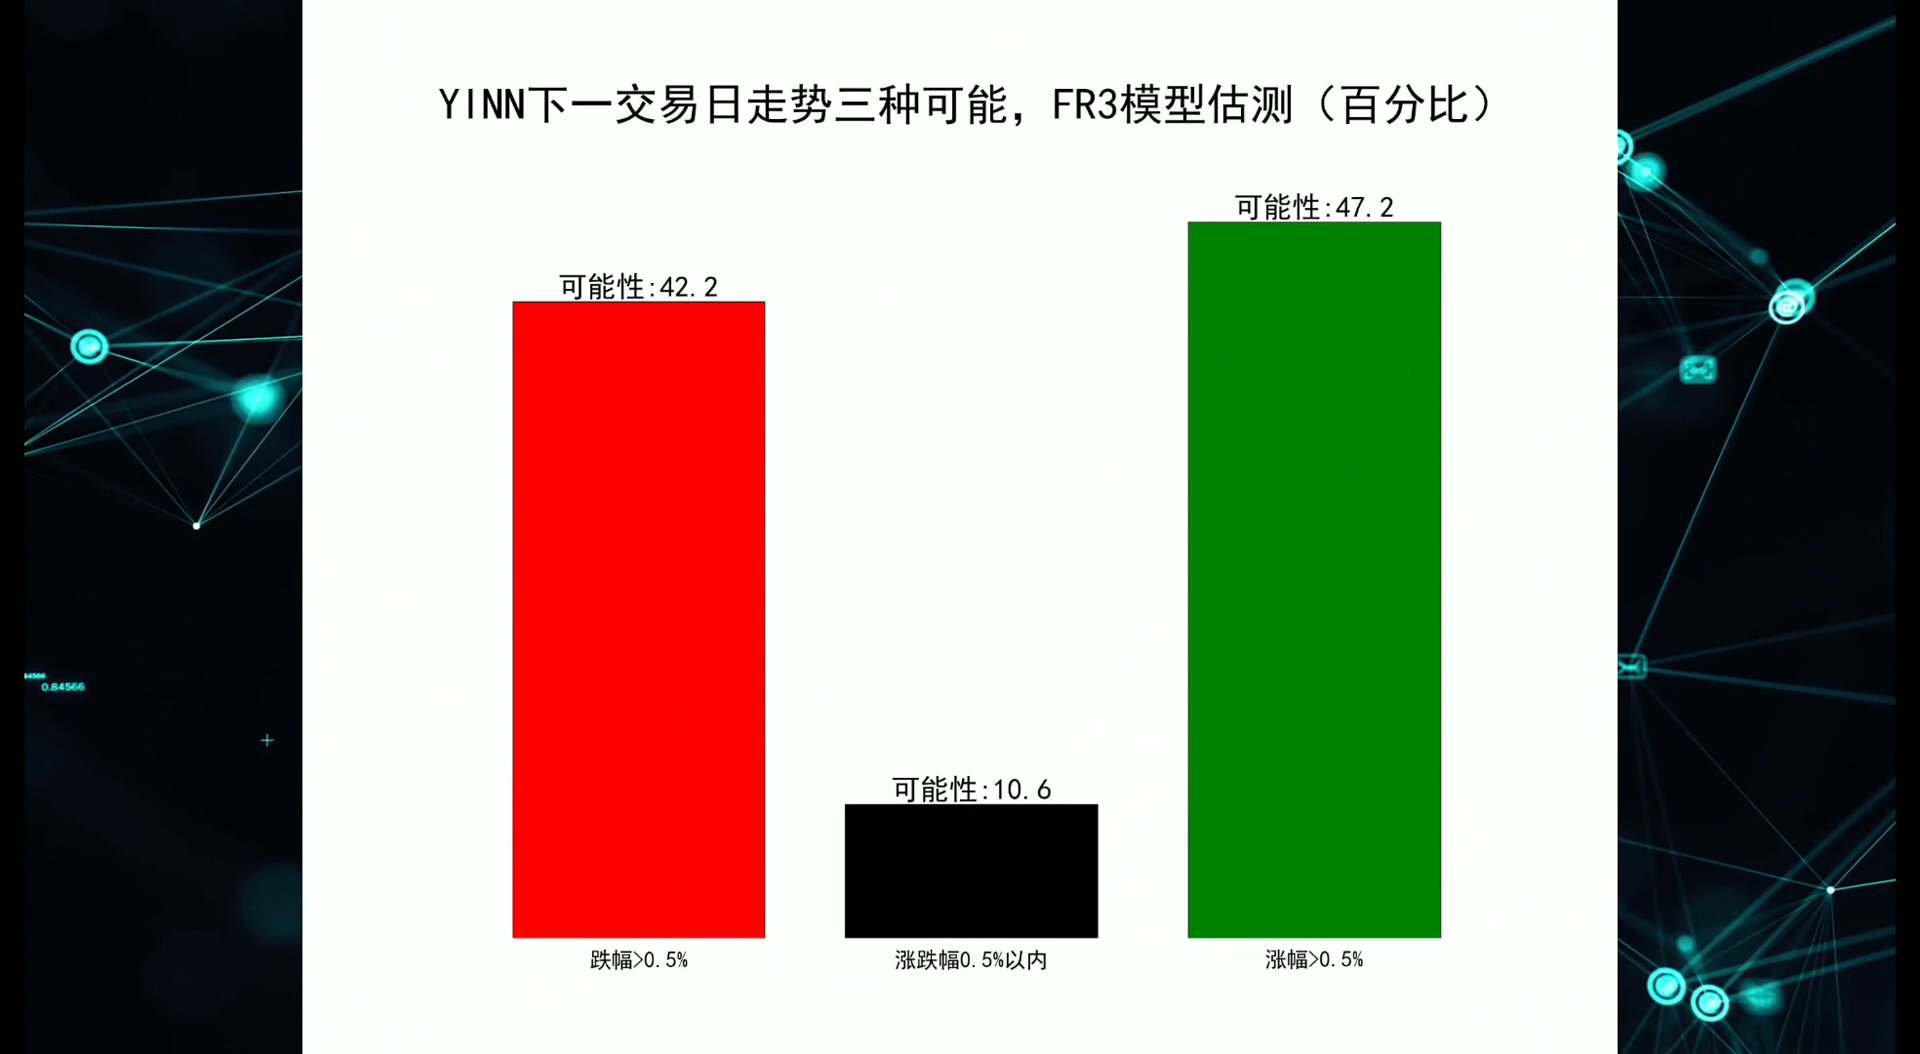 YINN下一交易日走势三种可能，FR3模型估测（百分比）
可能性:47.2
可能性:42.2
可能性:10.6
跌幅>0.5%
涨跌幅0.5%以内
涨幅>0.5%
84566
0.84566